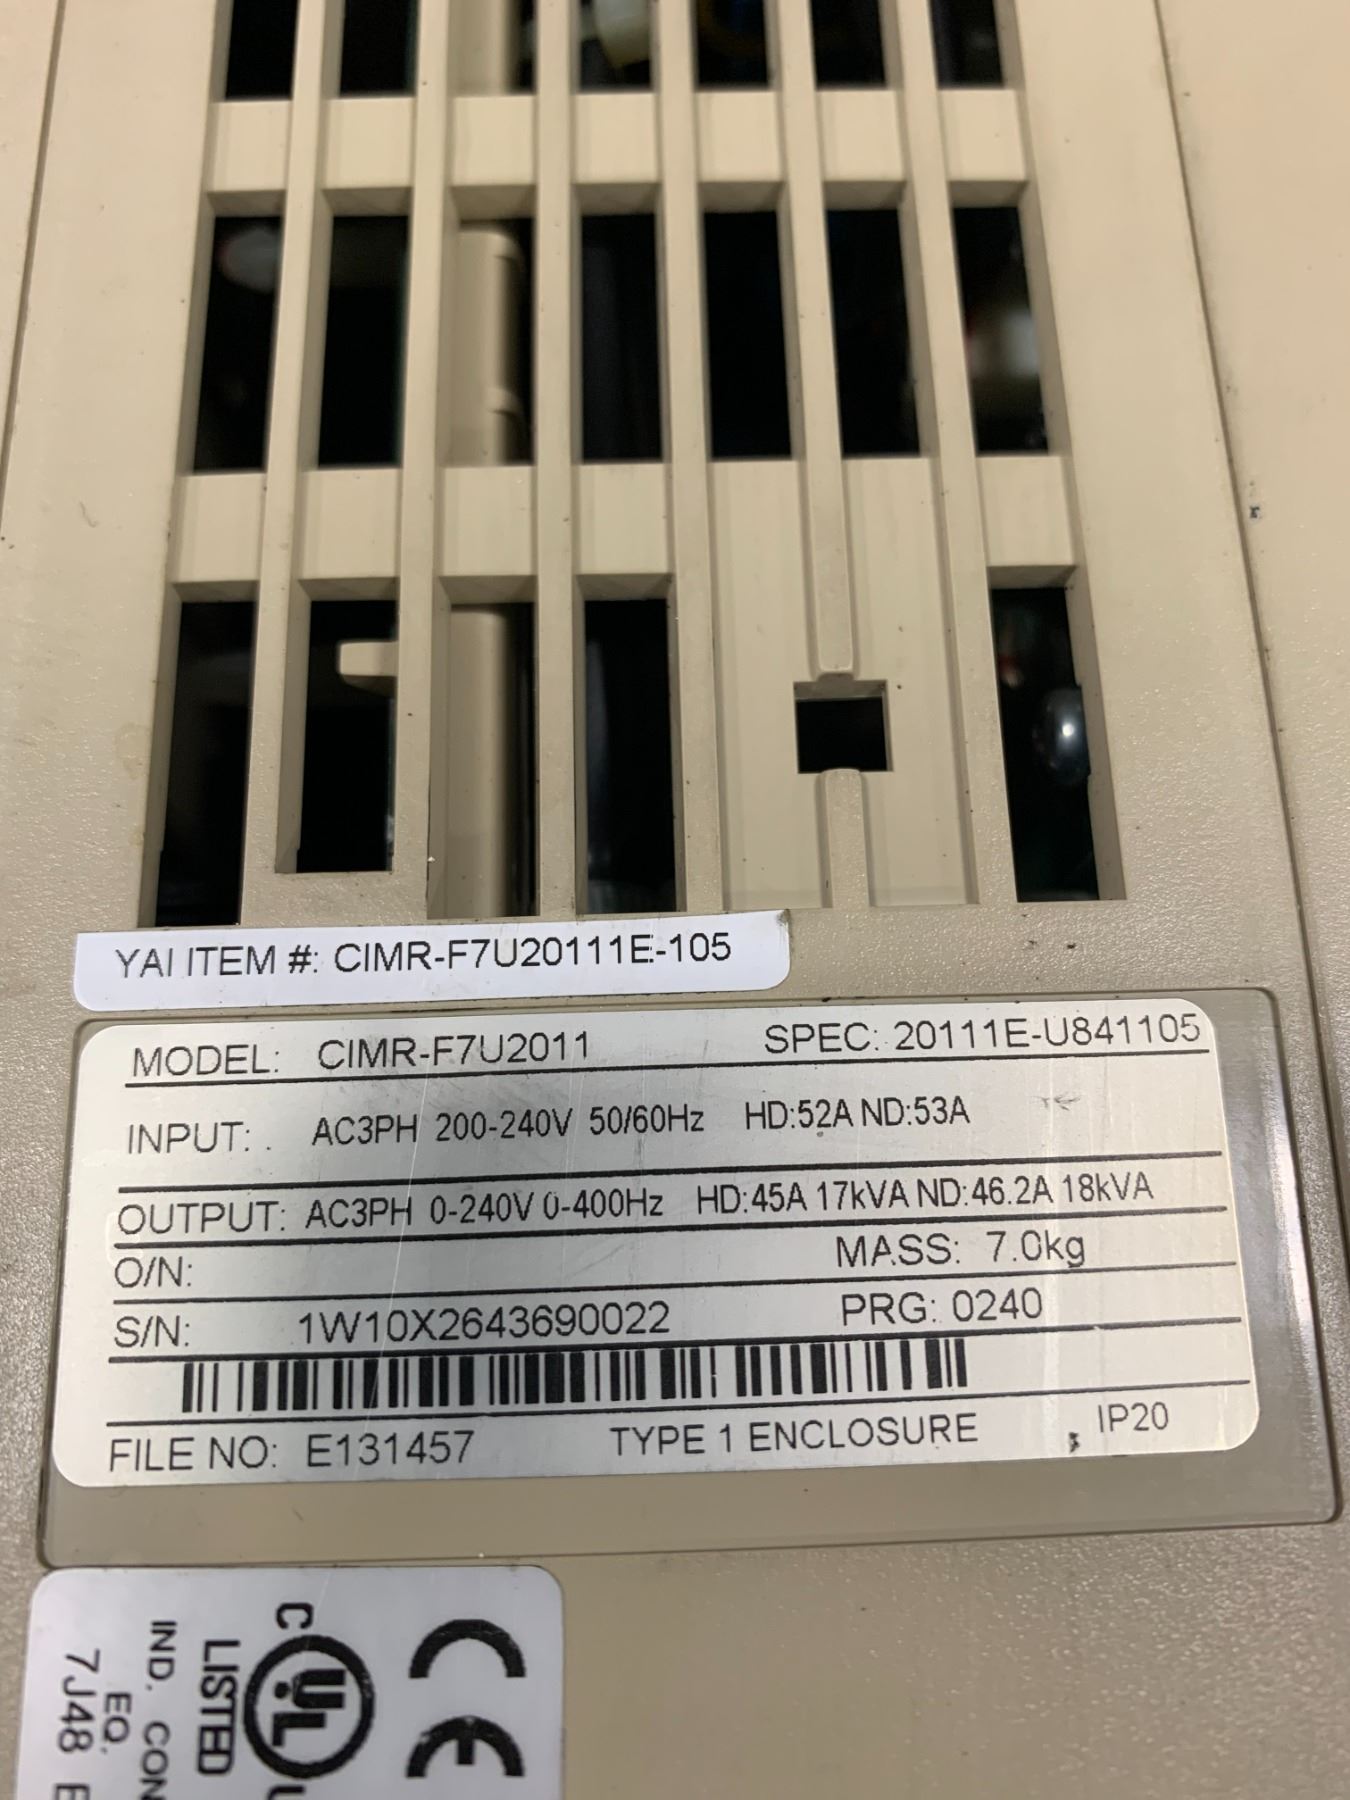 YAI ITEM #: CIMR-F7U20111E-105
MODEL: CIMR-F7U2011 SPEC: 20111E-U841105
INPUT: . AC3PH 200-240V 50/60Hz HD:52A ND:53A
OUTPUT: AC3PH 0-240V 0-400Hz HD:45A 17kVA ND:46.2A 18kVA
O/N: MASS: 7.0kg
S/N: 1W10X2643690022 PRG: 0240
FILE NO: E131457 TYPE 1 ENCLOSURE IP20
CE
C UL
LISTED
IND. CON
EQ.
7J48